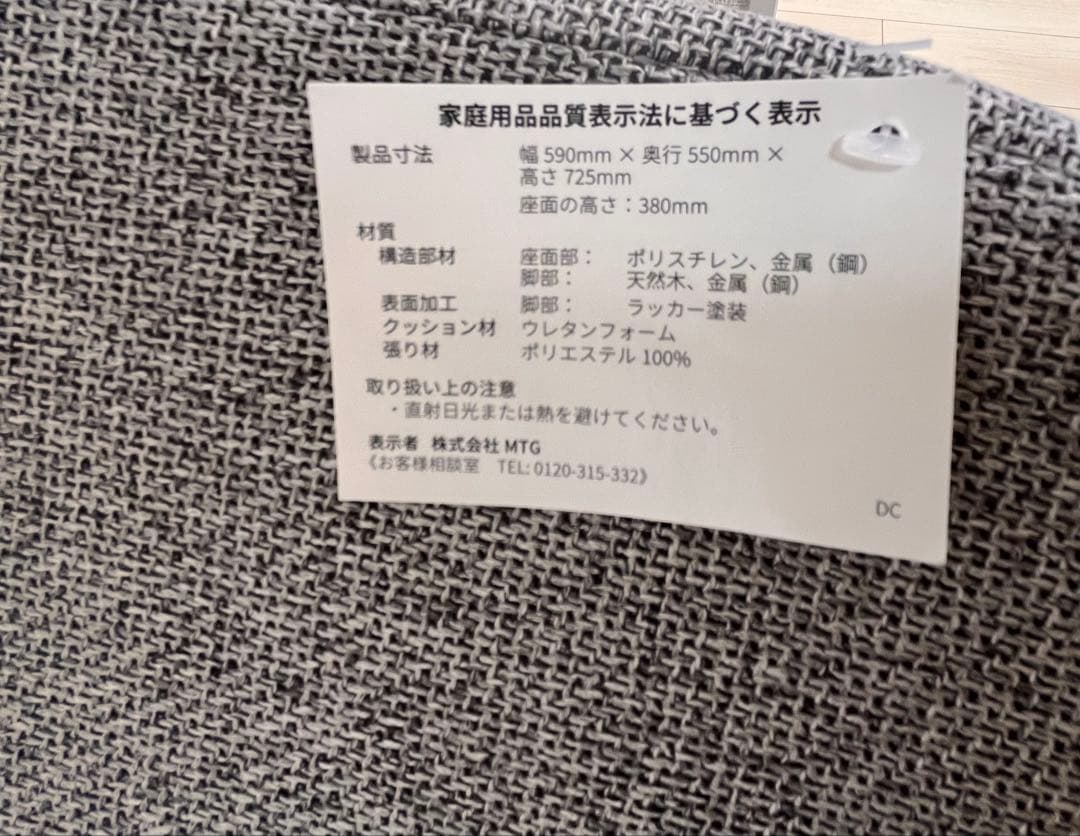 家庭用品品質表示法に基づく表示
製品寸法 幅 590mm × 奥行 550mm ×
高さ 725mm
座面の高さ：380mm
材質
構造部材 座面部： ポリスチレン、金属（鋼）
脚部： 天然木、金属（鋼）
表面加工 脚部： ラッカー塗装
クッション材 ウレタンフォーム
張り材 ポリエステル 100%
取り扱い上の注意
・直射日光または熱を避けてください。
表示者 株式会社 MTG
《お客様相談室 TEL: 0120-315-332》
DC